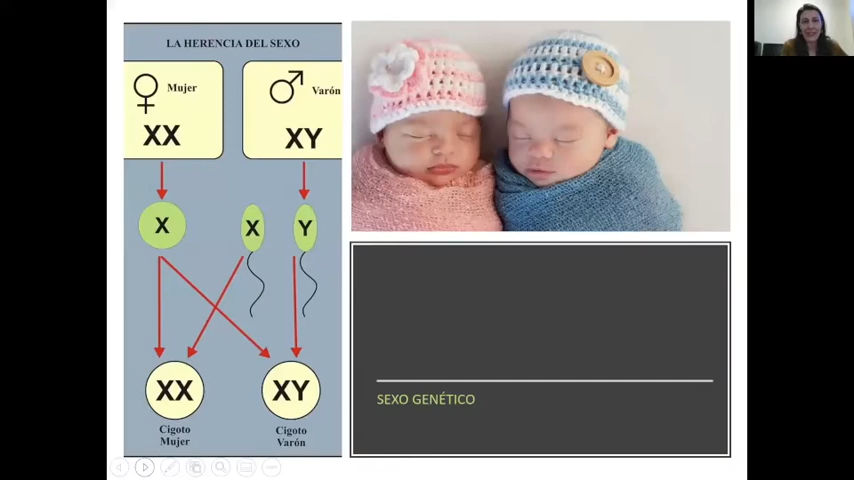 LA HERENCIA DEL SEXO
Mujer
XX
Varón
XY
X
X
Y
XX
XY
Cigoto
Mujer
Cigoto
Varón
SEXO GENÉTICO